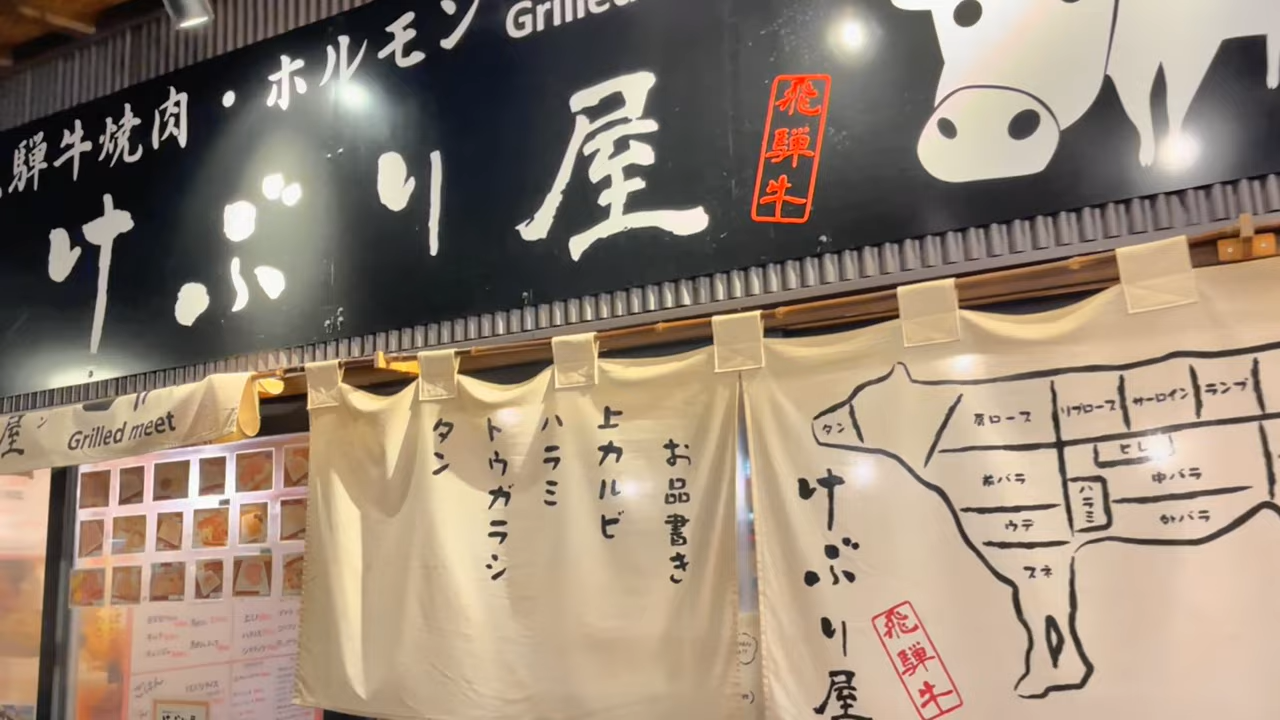 騨牛焼肉・ホルモン Grilled
けぶり屋
飛騨牛
屋
Grilled meet
お品書き
上カルビ
ハラミ
トウガラシ
タン
タン
肩ロース
リブロース
サーロイン
ランプ
ヒレ
前バラ
ハラミ
中バラ
ウデ
外バラ
スネ
けぶり屋
飛騨牛